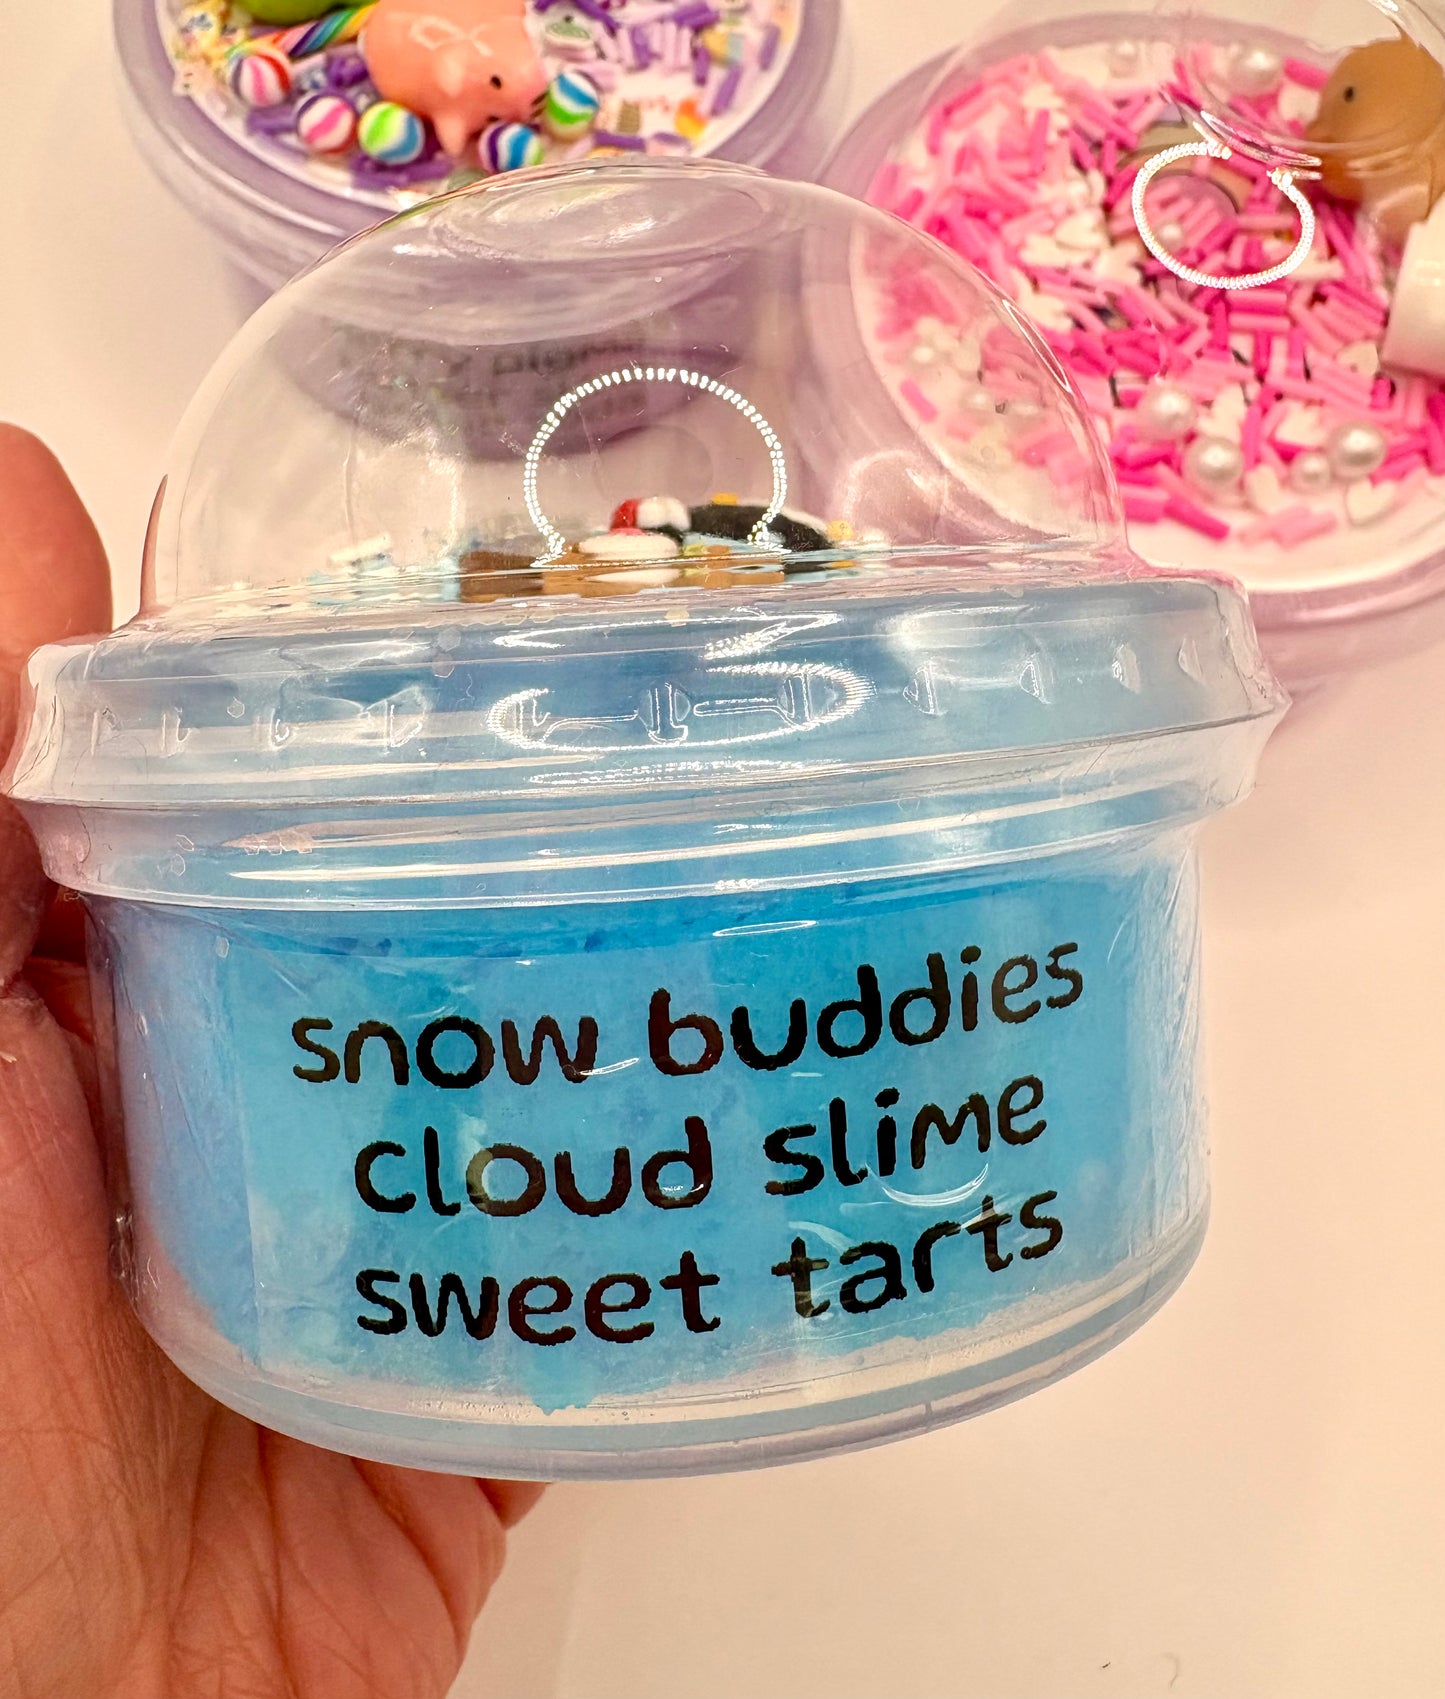 snow buddies
cloud slime
sweet tarts